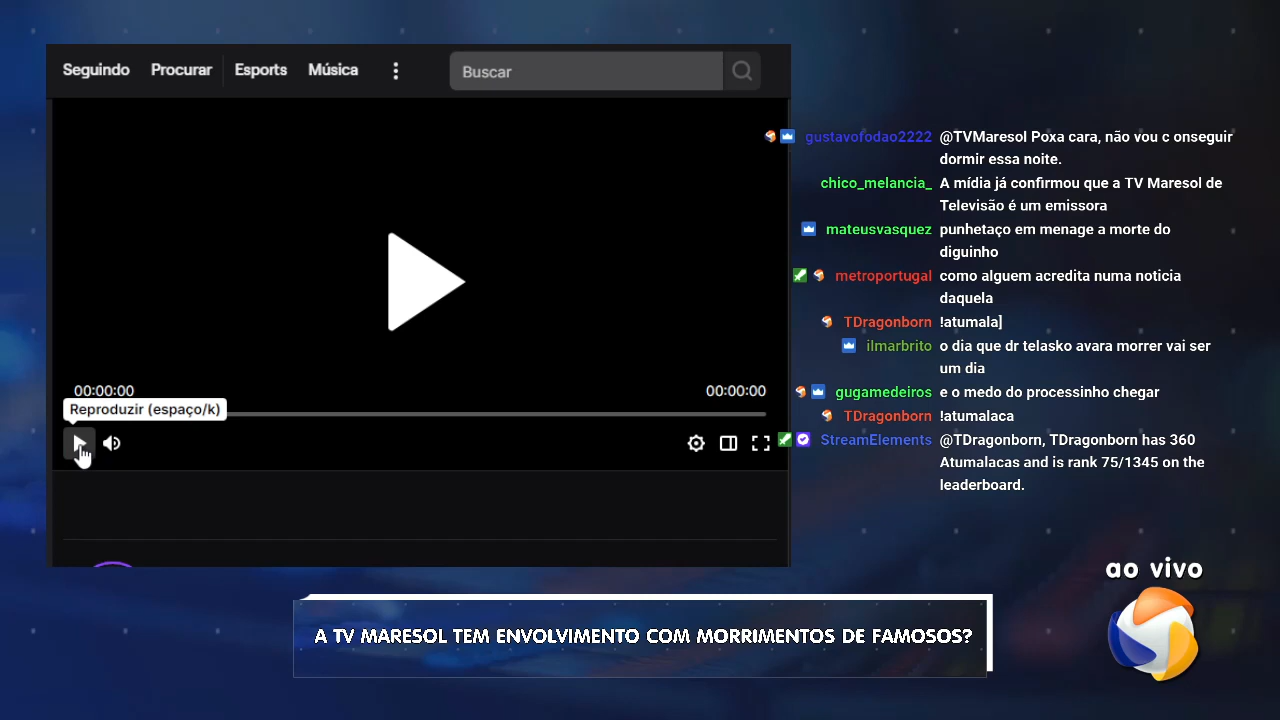 Seguindo Procurar Esports Música Buscar
00:00:00 00:00:00
Reproduzir (espaço/k)
gustavofodao2222 @TVMaresol Poxa cara, não vou c onseguir
dormir essa noite.
chico_melancia_ A mídia já confirmou que a TV Maresol de
Televisão é um emissora
mateusvasquez punhetaço em menage a morte do
diguinho
metroportugal como alguem acredita numa noticia
daquela
TDragonborn !atumala]
ilmarbrito o dia que dr telasko avara morrer vai ser
um dia
gugamedeiros e o medo do processinho chegar
TDragonborn !atumalaca
StreamElements @TDragonborn, TDragonborn has 360
Atumalacas and is rank 75/1345 on the
leaderboard.
ao vivo
A TV MARESOL TEM ENVOLVIMENTO COM MORRIMENTOS DE FAMOSOS?